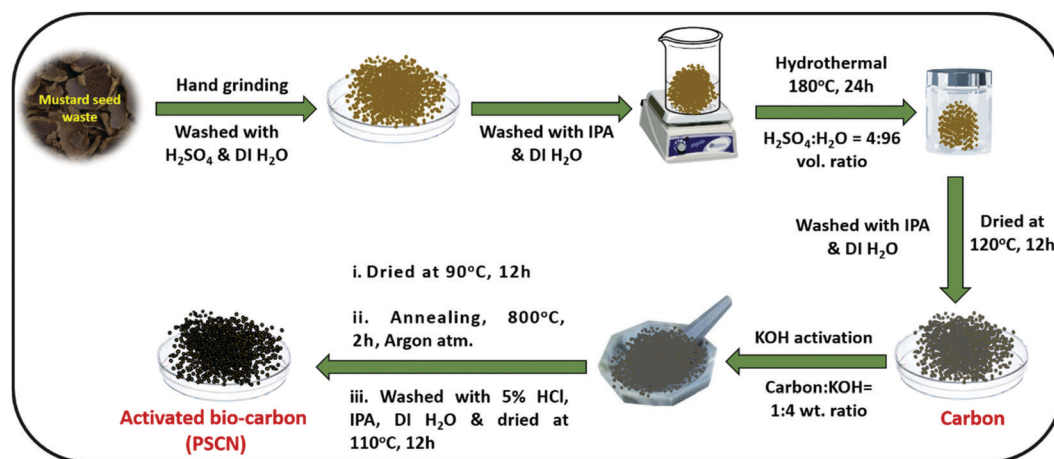 Mustard seed
waste
Hand grinding
Washed with
H₂SO₄ & DI H₂O
Washed with IPA
& DI H₂O
Hydrothermal
180°C, 24h
H₂SO₄:H₂O = 4:96
vol. ratio
Washed with IPA
& DI H₂O
Dried at
120°C, 12h
Carbon
KOH activation
Carbon:KOH=
1:4 wt. ratio
i. Dried at 90°C, 12h
ii. Annealing, 800°C,
2h, Argon atm.
iii. Washed with 5% HCl,
IPA, DI H₂O & dried at
110°C, 12h
Activated bio-carbon
(PSCN)